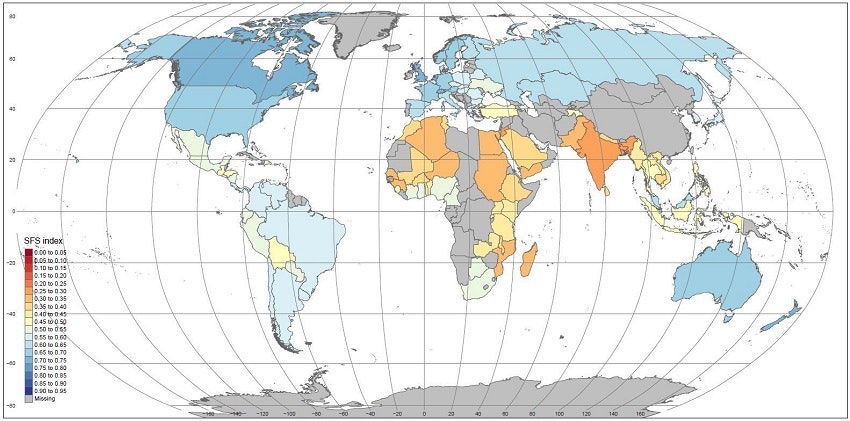 80
60
40
20
0
−20
−40
−60
−80
SFS index
0.00 to 0.05
0.05 to 0.10
0.10 to 0.15
0.15 to 0.20
0.20 to 0.25
0.25 to 0.30
0.30 to 0.35
0.35 to 0.40
0.40 to 0.45
0.45 to 0.50
0.50 to 0.55
0.55 to 0.60
0.60 to 0.65
0.65 to 0.70
0.70 to 0.75
0.75 to 0.80
0.80 to 0.85
0.85 to 0.90
0.90 to 0.95
Missing
−160 −140 −120 −100 −80 −60 −40 −20 0 20 40 60 80 100 120 140 160